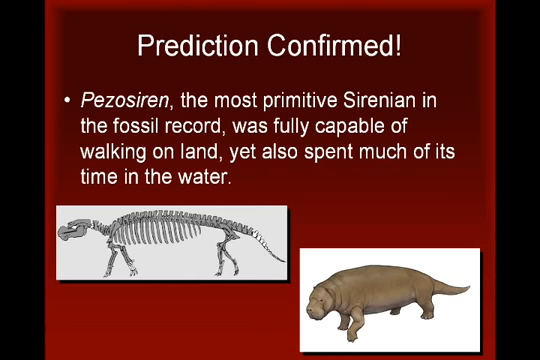 Prediction Confirmed!
• Pezosiren, the most primitive Sirenian in
the fossil record, was fully capable of
walking on land, yet also spent much of its
time in the water.